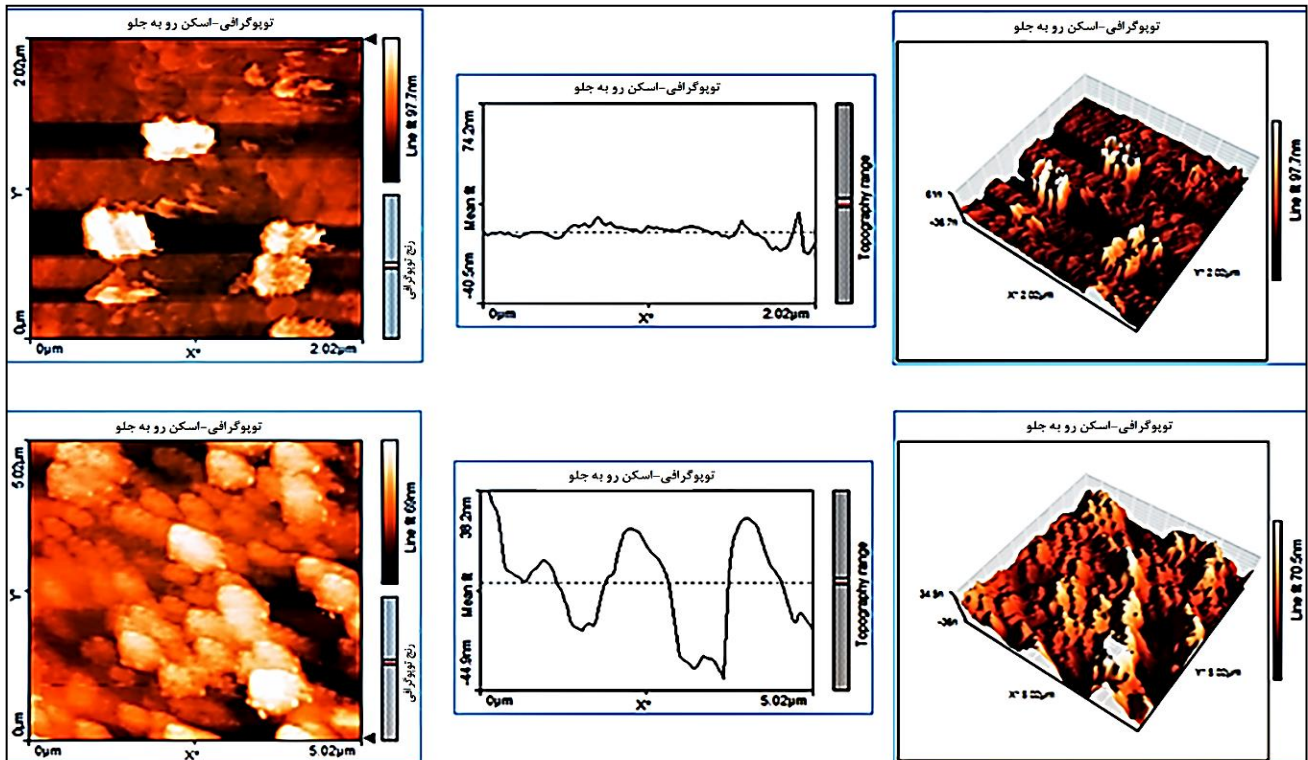 توپوگرافی-اسکن رو به جلو
2.02µm
Y*
0µm
0µm
X*
2.02µm
Line fit 97.7nm
رنج توپوگرافی
توپوگرافی-اسکن رو به جلو
74.2nm
Mean fit
-40.5nm
0µm
X*
2.02µm
Topography range
توپوگرافی-اسکن رو به جلو
X* 2.02µm
Y* 2.02µm
Line fit 97.7nm
توپوگرافی-اسکن رو به جلو
5.02µm
Y*
0µm
0µm
X*
5.02µm
Line fit 69nm
رنج توپوگرافی
توپوگرافی-اسکن رو به جلو
38.2nm
Mean fit
-44.9nm
0µm
X*
5.02µm
Topography range
توپوگرافی-اسکن رو به جلو
Line fit 70.5nm